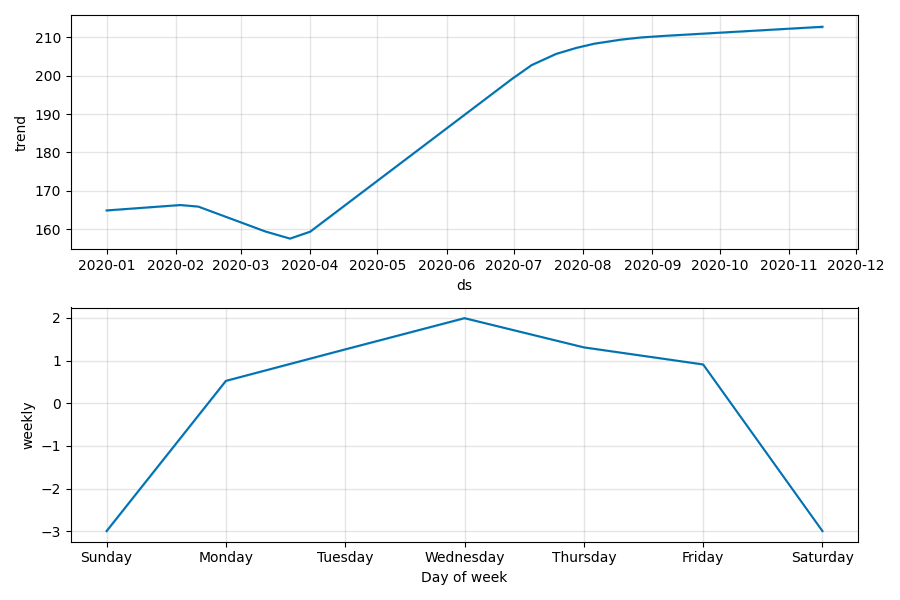 210
200
190
180
170
160
trend
2020-01 2020-02 2020-03 2020-04 2020-05 2020-06 2020-07 2020-08 2020-09 2020-10 2020-11 2020-12
ds
2
1
0
−1
−2
−3
weekly
Sunday Monday Tuesday Wednesday Thursday Friday Saturday
Day of week